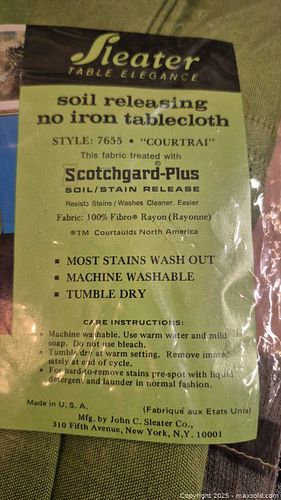 Sleater
TABLE ELEGANCE
soil releasing
no iron tablecloth
STYLE: 7655 • "COURTRAI"
This fabric treated with
Scotchgard-Plus
SOIL/STAIN RELEASE
Resists Stains/Washes Cleaner, Easier
Fabric: 100% Fibro® Rayon (Rayonne)
®TM Courtaulds North America
▪ MOST STAINS WASH OUT
▪ MACHINE WASHABLE
▪ TUMBLE DRY
CARE INSTRUCTIONS:
• Machine washable. Use warm water and mild
soap. Do not use bleach.
• Tumble dry at warm setting. Remove immed-
iately at end of cycle.
• For hard-to-remove stains pre-spot with liquid
detergent and launder in normal fashion.
Made in U.S.A. (Fabriqué aux Etats Unis)
Mfg. by John C. Sleater Co.,
310 Fifth Avenue, New York, N.Y. 10001
Copyright 2025 - maxsold.com